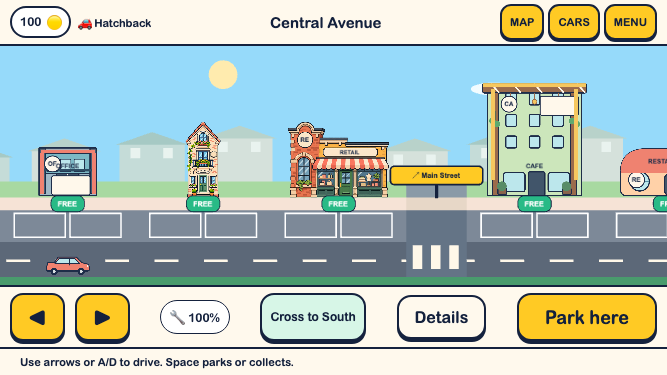 100
Hatchback
Central Avenue
MAP
CARS
MENU
CA
RE
RETAIL
OF
OFFICE
CAFE
Main Street
RESTA
RE
FREE
FREE
FREE
FREE
F
100%
Cross to South
Details
Park here
Use arrows or A/D to drive. Space parks or collects.